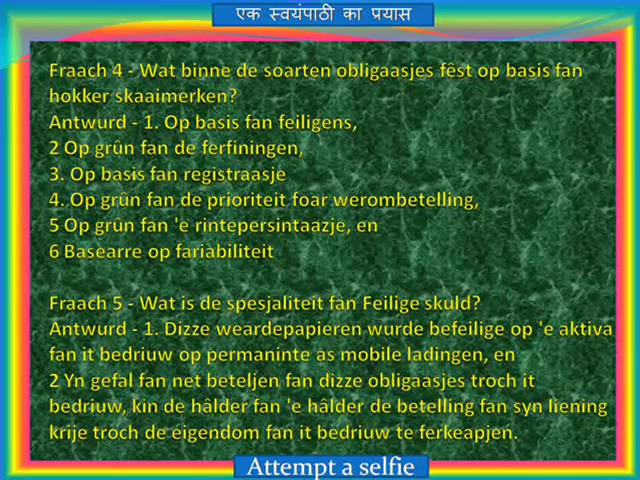 एक स्वयंपाठी का प्रयास
Fraach 4 - Wat binne de soarten obligaasjes fêst op basis fan
hokker skaaimerken?
Antwurd - 1. Op basis fan feiligens,
2 Op grûn fan de ferfiningen,
3. Op basis fan registraasje
4. Op grûn fan de prioriteit foar werombetelling,
5 Op grûn fan 'e rintepersintaazje, en
6 Basearre op fariabiliteit
Fraach 5 - Wat is de spesjaliteit fan Feilige skuld?
Antwurd - 1. Dizze weardepapieren wurde befeilige op 'e aktiva
fan it bedriuw op permaninte as mobile ladingen, en
2 Yn gefal fan net beteljen fan dizze obligaasjes troch it
bedriuw, kin de hâlder fan 'e hâlder de betelling fan syn liening
krije troch de eigendom fan it bedriuw te ferkeapjen.
Attempt a selfie